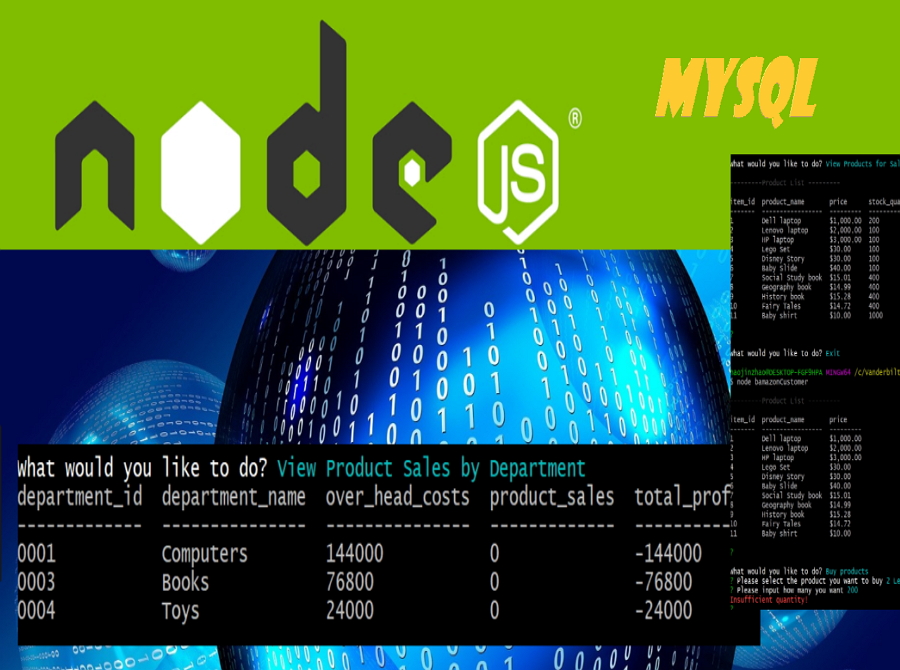 node
JS
®
MYSQL
What would you like to do? View Products for Sal
---------Product List --------
item_id product_name price stock_qua
1 Dell laptop $1,000.00 200
2 Lenovo laptop $2,000.00 100
3 HP laptop $3,000.00 100
4 Lego Set $30.00 100
5 Disney Story $30.00 100
6 Baby Slide $40.00 100
7 Social Study book $15.01 400
8 Geography book $14.99 400
9 History book $15.28 400
10 Fairy Tales $14.72 400
11 Baby shirt $10.00 1000
What would you like to do? Exit
MINGW64 /c/Vanderbilt
$ node bamazonCustomer
---------Product List --------
item_id product_name price
1 Dell laptop $1,000.00
2 Lenovo laptop $2,000.00
3 HP laptop $3,000.00
4 Lego Set $30.00
5 Disney Story $30.00
6 Baby Slide $40.00
7 Social Study book $15.01
8 Geography book $14.99
9 History book $15.28
10 Fairy Tales $14.72
11 Baby shirt $10.00
?
What would you like to do? Buy products
? Please select the product you want to buy 2 Le
? Please input how many you want 200
Insufficient quantity!
What would you like to do? View Product Sales by Department
department_id department_name over_head_costs product_sales total_prof
------------- --------------- --------------- ------------- ----------
0001 Computers 144000 0 -144000
0003 Books 76800 0 -76800
0004 Toys 24000 0 -24000